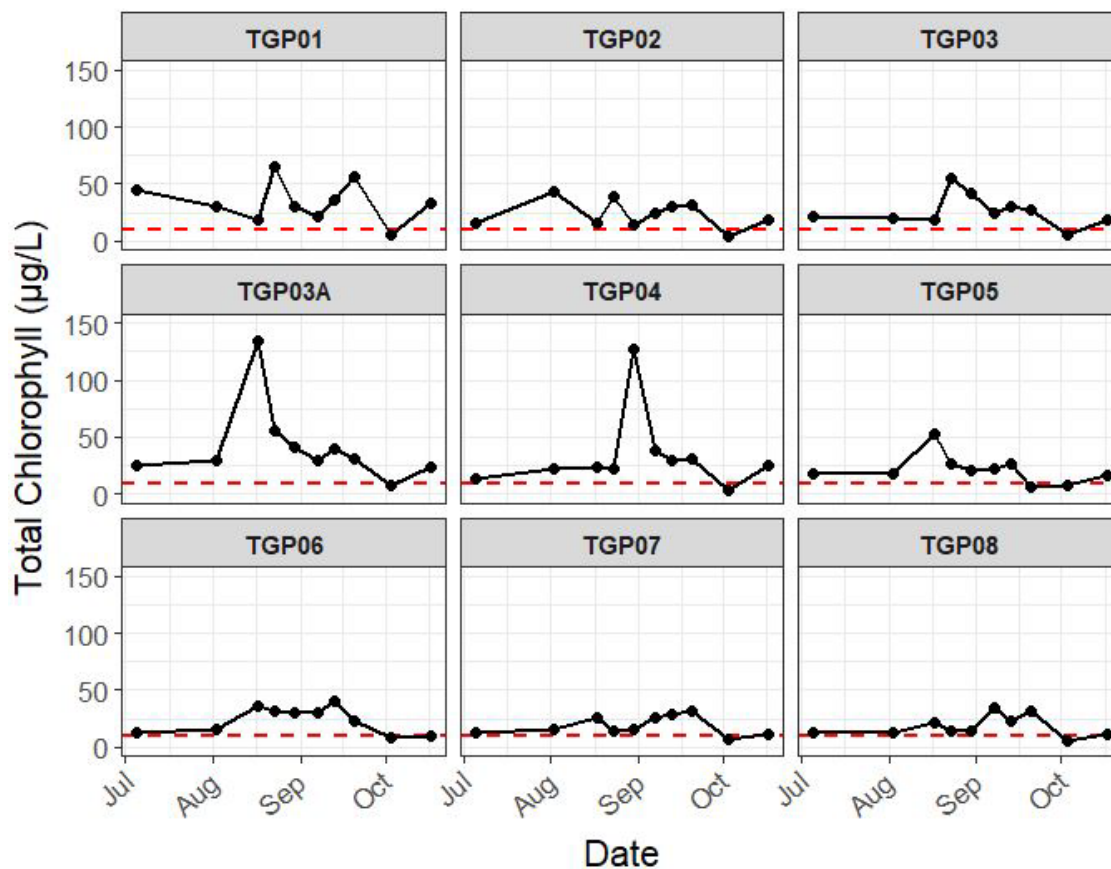 TGP01 TGP02 TGP03
150
100
50
0
TGP03A TGP04 TGP05
150
100
50
0
TGP06 TGP07 TGP08
150
100
50
0
Jul Aug Sep Oct Jul Aug Sep Oct Jul Aug Sep Oct
Date
Total Chlorophyll (µg/L)